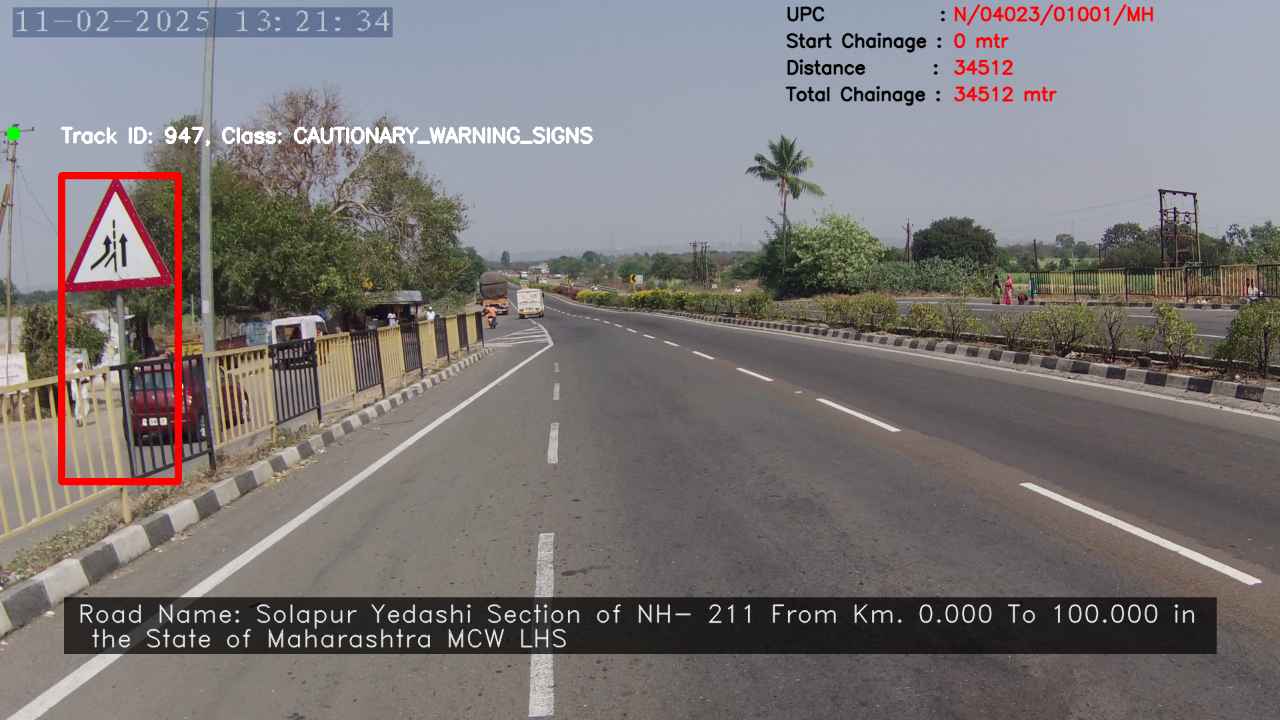 11-02-2025 13:21:34
UPC : N/04023/01001/MH
Start Chainage : 0 mtr
Distance : 34512
Total Chainage : 34512 mtr
Track ID: 947, Class: CAUTIONARY_WARNING_SIGNS
Road Name: Solapur Yedashi Section of NH- 211 From Km. 0.000 To 100.000 in
the State of Maharashtra MCW LHS